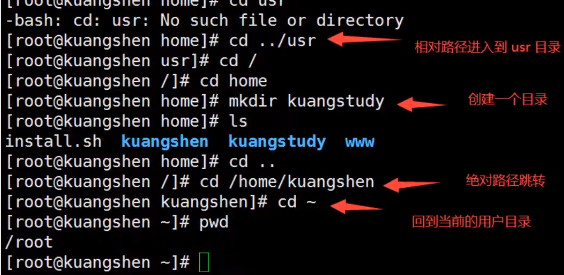 [root@kuangshen home]# cd usr
-bash: cd: usr: No such file or directory
[root@kuangshen home]# cd ../usr
相对路径进入到 usr 目录
[root@kuangshen usr]# cd /
[root@kuangshen /]# cd home
[root@kuangshen home]# mkdir kuangstudy
创建一个目录
[root@kuangshen home]# ls
install.sh kuangshen kuangstudy www
[root@kuangshen home]# cd ..
[root@kuangshen /]# cd /home/kuangshen
绝对路径跳转
[root@kuangshen kuangshen]# cd ~
回到当前的用户目录
[root@kuangshen ~]# pwd
/root
[root@kuangshen ~]#